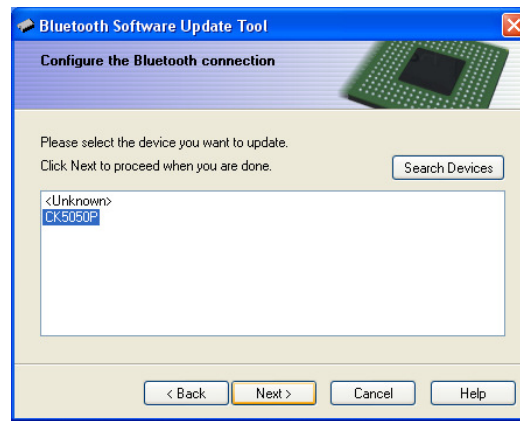 Bluetooth Software Update Tool
Configure the Bluetooth connection
Please select the device you want to update.
Click Next to proceed when you are done.
Search Devices
<Unknown>
CK5050P
< Back
Next >
Cancel
Help